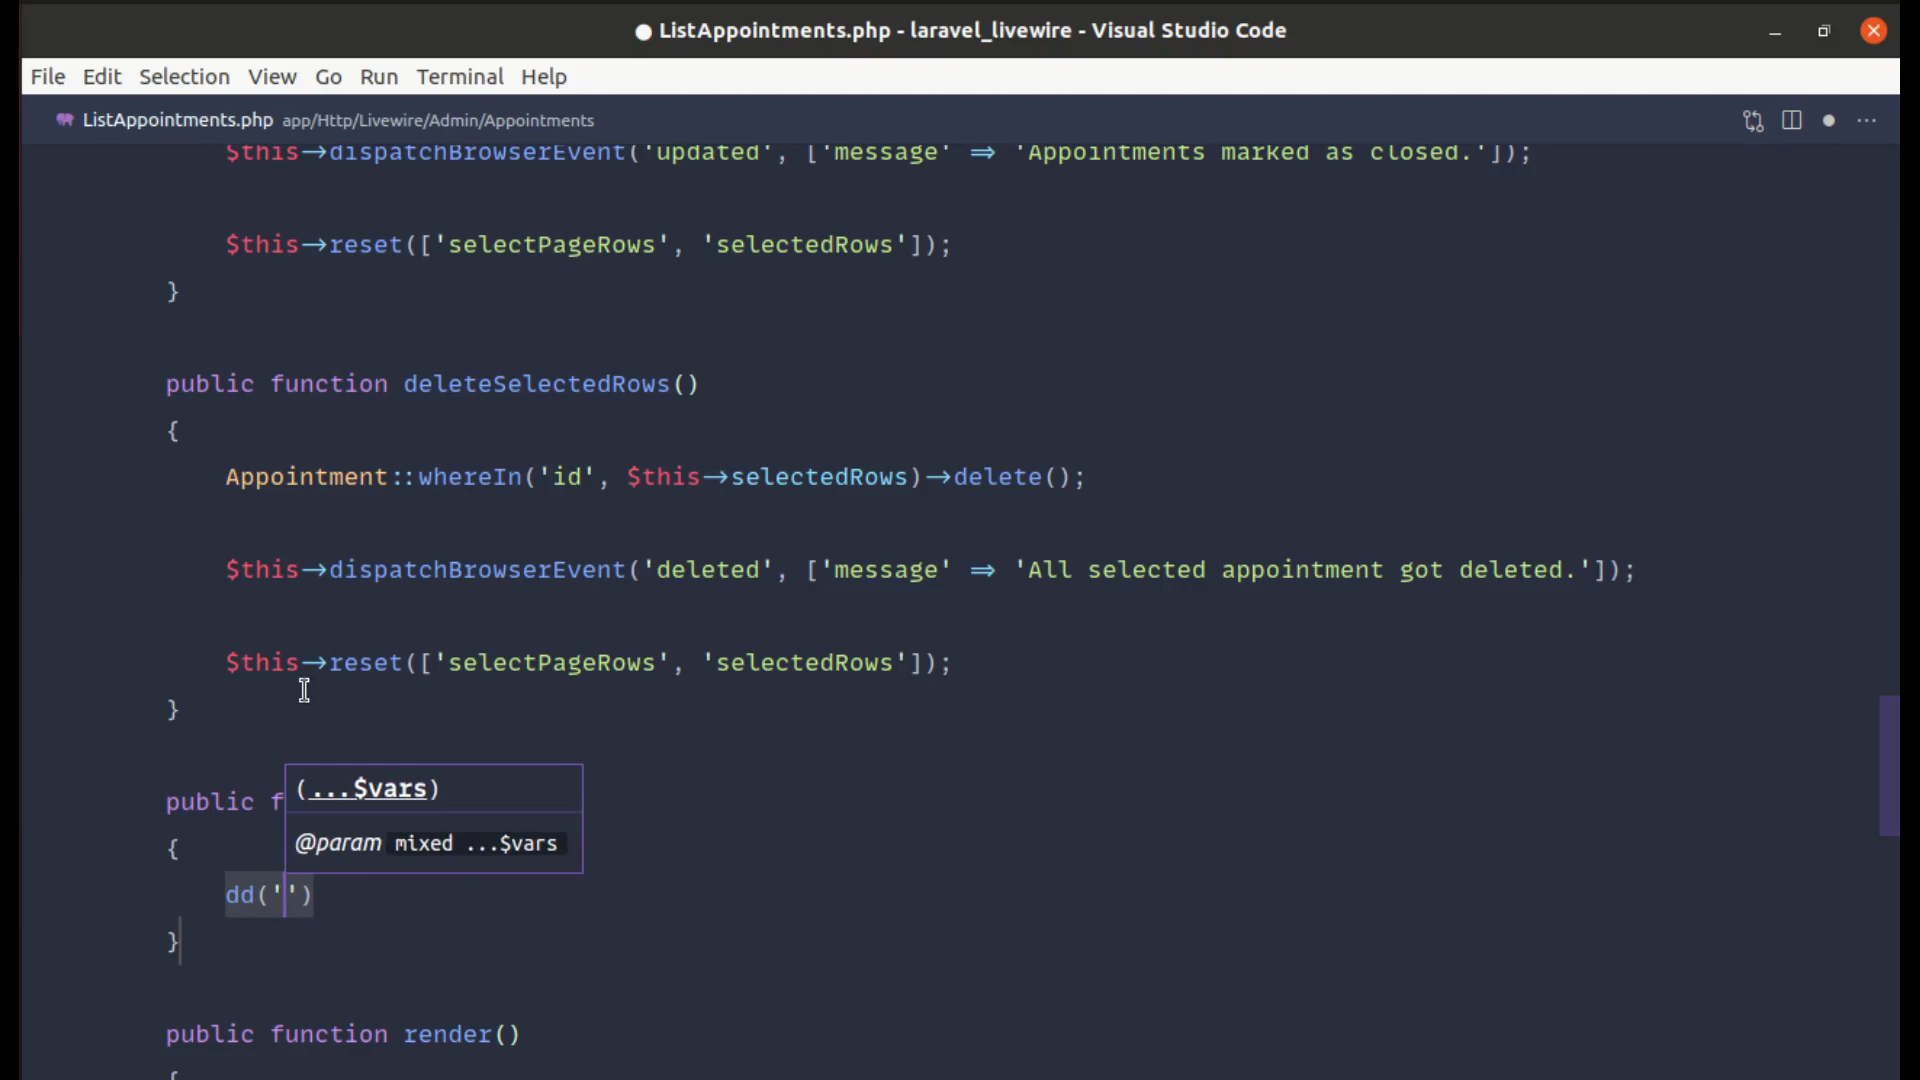 ● ListAppointments.php - laravel_livewire - Visual Studio Code
File Edit Selection View Go Run Terminal Help
ListAppointments.php app/Http/Livewire/Admin/Appointments
$this->dispatchBrowserEvent('updated', ['message' => 'Appointments marked as closed.']);
$this->reset(['selectPageRows', 'selectedRows']);
}
public function deleteSelectedRows()
{
Appointment::whereIn('id', $this->selectedRows)->delete();
$this->dispatchBrowserEvent('deleted', ['message' => 'All selected appointment got deleted.']);
$this->reset(['selectPageRows', 'selectedRows']);
}
(...$vars)
public f
@param mixed ...$vars
{
dd('')
}
public function render()
{